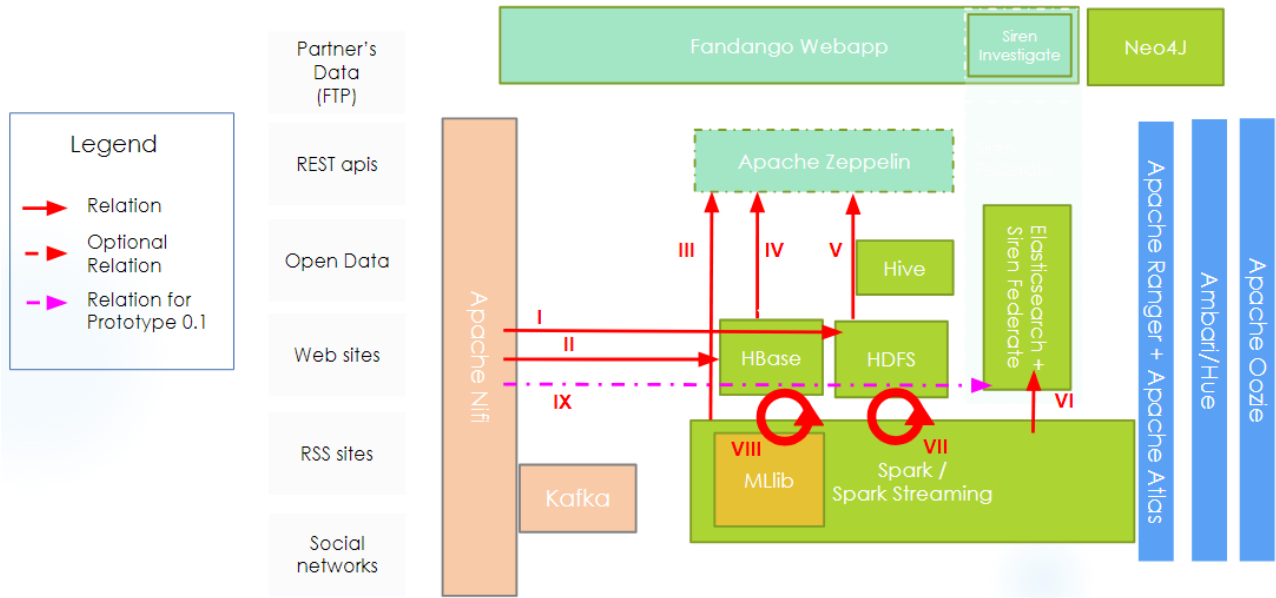 Legend
Relation
Optional
Relation
Relation for
Prototype 0.1
Partner's
Data
(FTP)
REST apis
Open Data
Web sites
RSS sites
Social
networks
Apache Nifi
Kafka
Fandango Webapp
Siren
Investigate
Neo4J
Apache Zeppelin
III
IV
V
Hive
I
II
HBase
HDFS
IX
VIII
VII
VI
MLlib
Spark /
Spark Streaming
Elasticsearch +
Siren Federate
Apache Ranger + Apache Atlas
Ambari/Hue
Apache Oozie